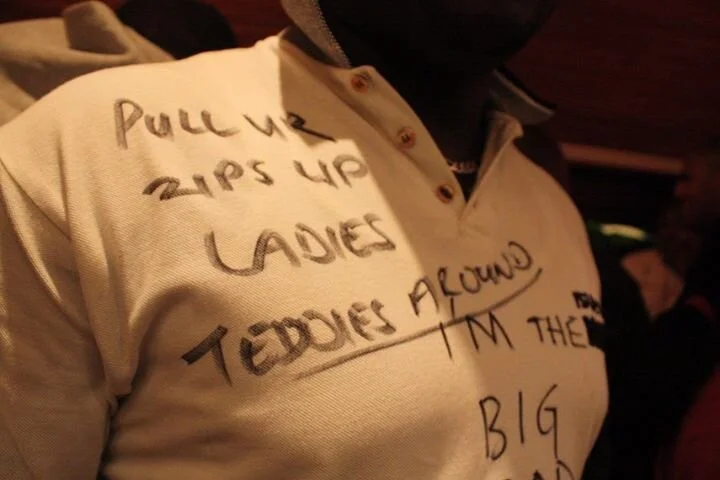 PULL UR
ZIPS UP
LADIES
TEDDIES AROUND
I'M THE
BIG